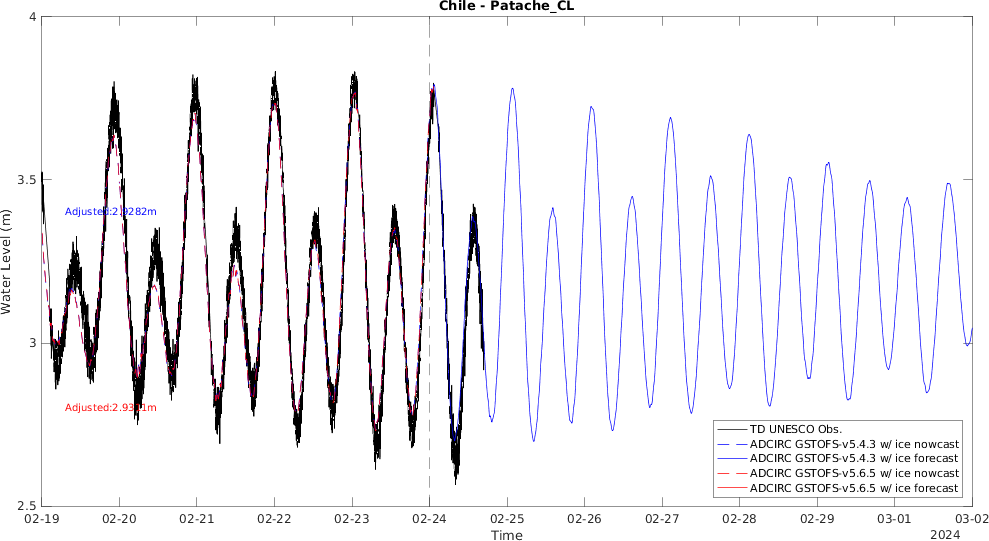 Chile - Patache_CL
4
3.5
3
2.5
Water Level (m)
Adjusted:2.9282m
TD UNESCO Obs.
ADCIRC GSTOFS-v5.4.3 w/ ice nowcast
ADCIRC GSTOFS-v5.4.3 w/ ice forecast
ADCIRC GSTOFS-v5.6.5 w/ ice nowcast
ADCIRC GSTOFS-v5.6.5 w/ ice forecast
02-19 02-20 02-21 02-22 02-23 02-24 02-25 02-26 02-27 02-28 02-29 03-01 03-02
Time
2024